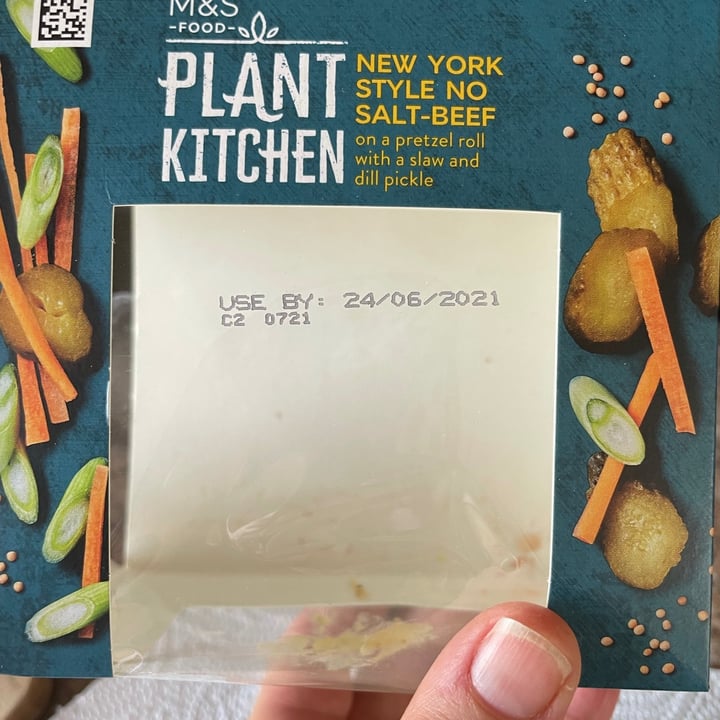 M&S
-FOOD-
PLANT
KITCHEN
NEW YORK
STYLE NO
SALT-BEEF
on a pretzel roll
with a slaw and
dill pickle
USE BY: 24/06/2021
C2 0721